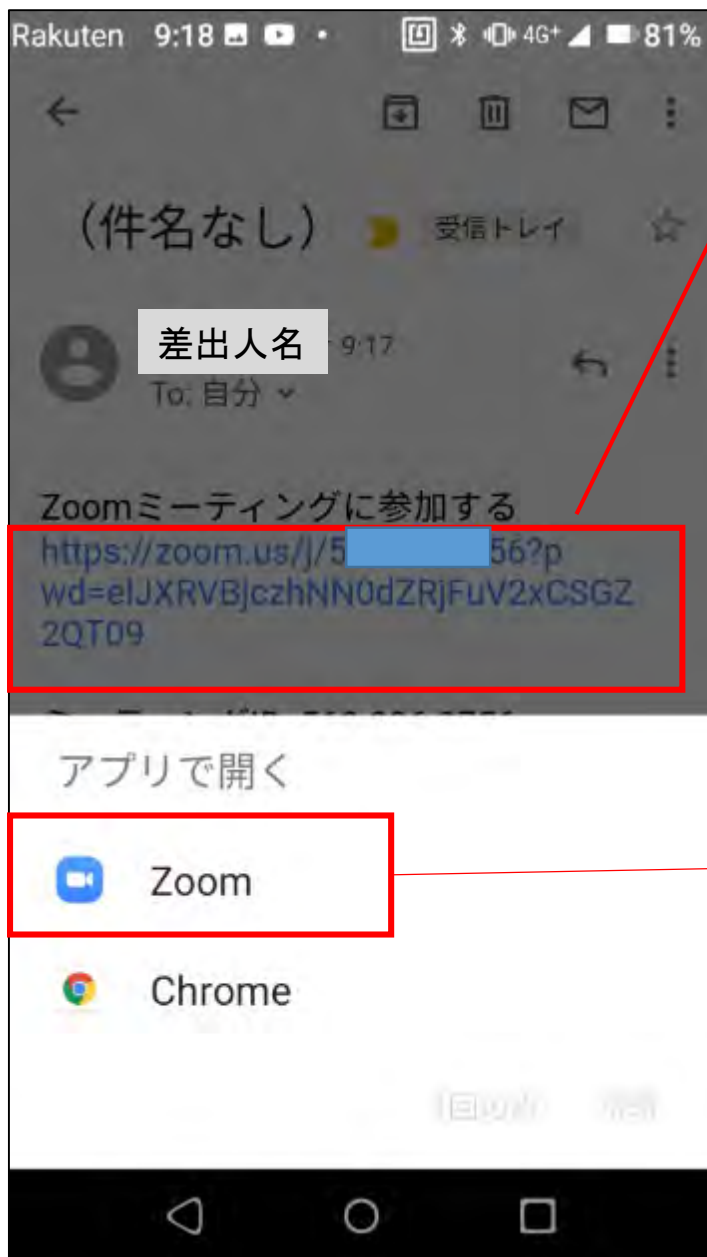 Rakuten 9:18 4G+ 81%
(件名なし) 受信トレイ
差出人名 9:17
To: 自分
Zoomミーティングに参加する
https://zoom.us/j/5 56?p
wd=elJXRVBjczhNN0dZRjFuV2xCSGZ
2QT09
アプリで開く
Zoom
Chrome